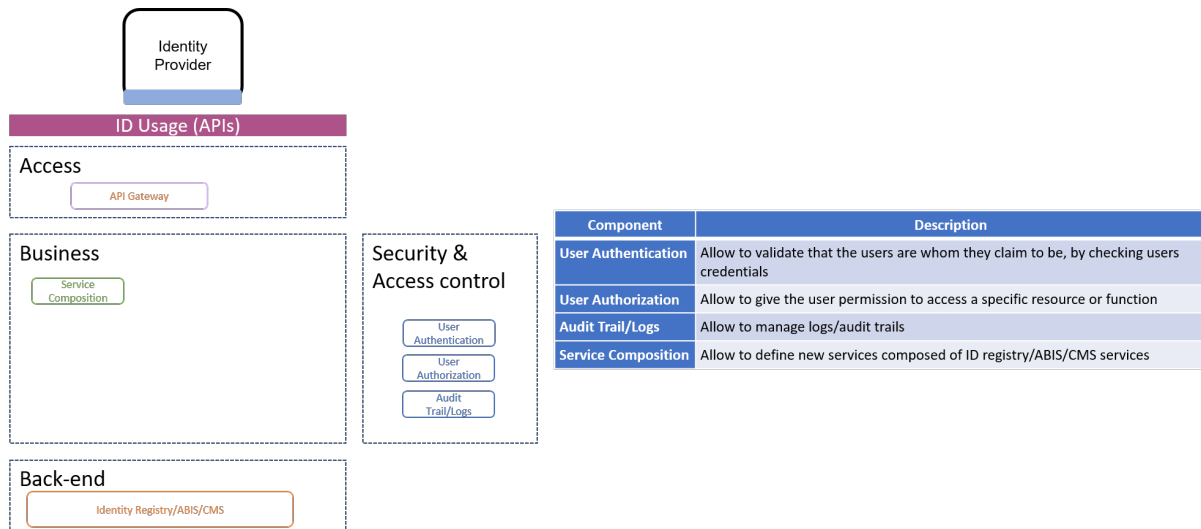 Identity
Provider
ID Usage (APIs)
Access
API Gateway
Business
Service
Composition
Security &
Access control
User
Authentication
User
Authorization
Audit
Trail/Logs
Back-end
Identity Registry/ABIS/CMS
Component Description
User Authentication Allow to validate that the users are whom they claim to be, by checking users
credentials
User Authorization Allow to give the user permission to access a specific resource or function
Audit Trail/Logs Allow to manage logs/audit trails
Service Composition Allow to define new services composed of ID registry/ABIS/CMS services